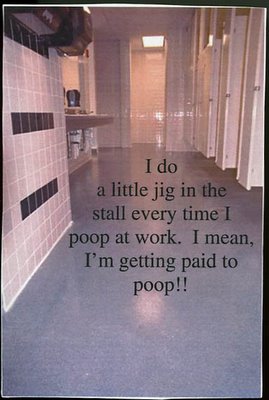 I do
a little jig in the
stall every time I
poop at work.  I mean,
I'm getting paid to
poop!!